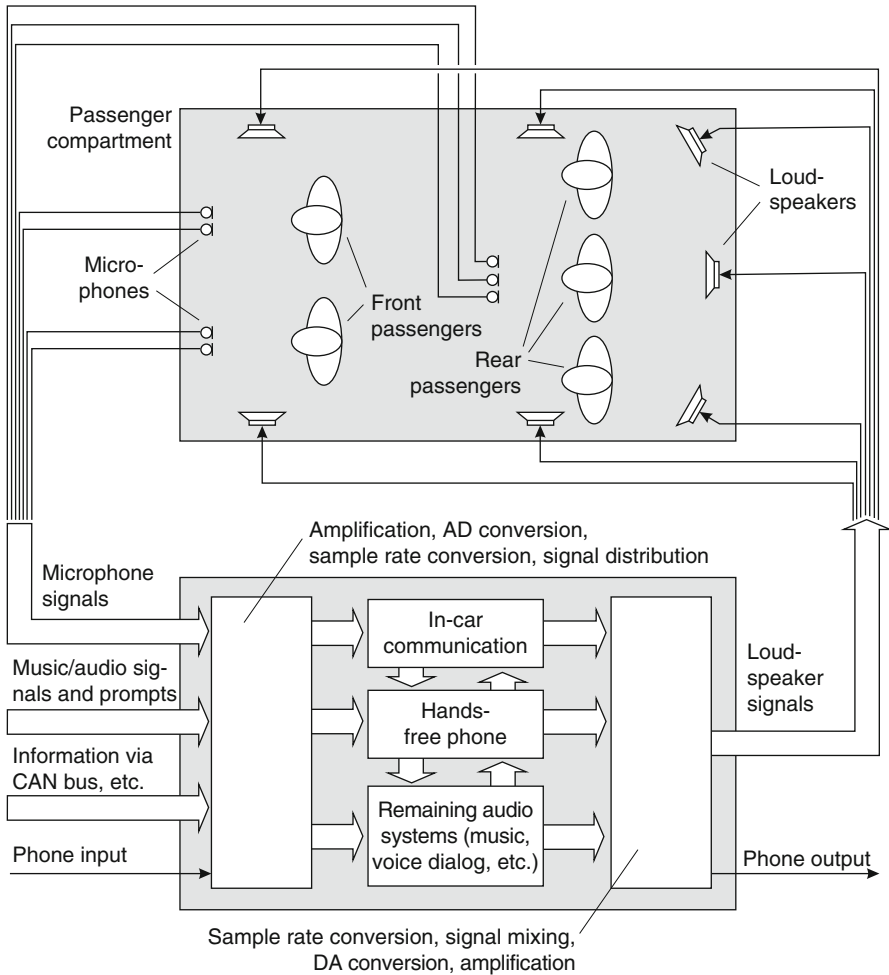 Passenger
compartment
Loud-
speakers
Micro-
phones
Front
passengers
Rear
passengers
Amplification, AD conversion,
sample rate conversion, signal distribution
Microphone
signals
In-car
communication
Music/audio sig-
nals and prompts
Hands-
free phone
Loud-
speaker
signals
Information via
CAN bus, etc.
Remaining audio
systems (music,
voice dialog, etc.)
Phone input
Phone output
Sample rate conversion, signal mixing,
DA conversion, amplification